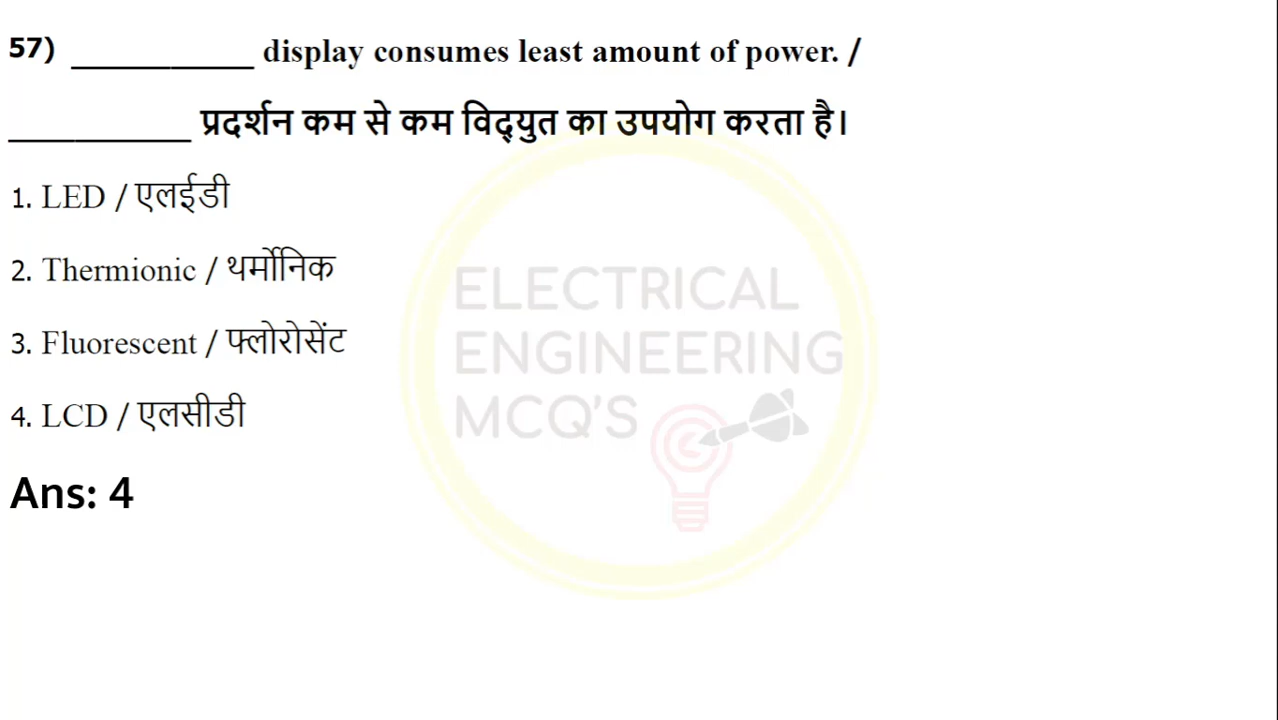 57) ___________ display consumes least amount of power. /
___________ प्रदर्शन कम से कम विद्युत का उपयोग करता है।
1. LED / एलईडी
2. Thermionic / थर्मोनिक
3. Fluorescent / फ्लोरोसेंट
4. LCD / एलसीडी
Ans: 4
ELECTRICAL
ENGINEERING
MCQ'S